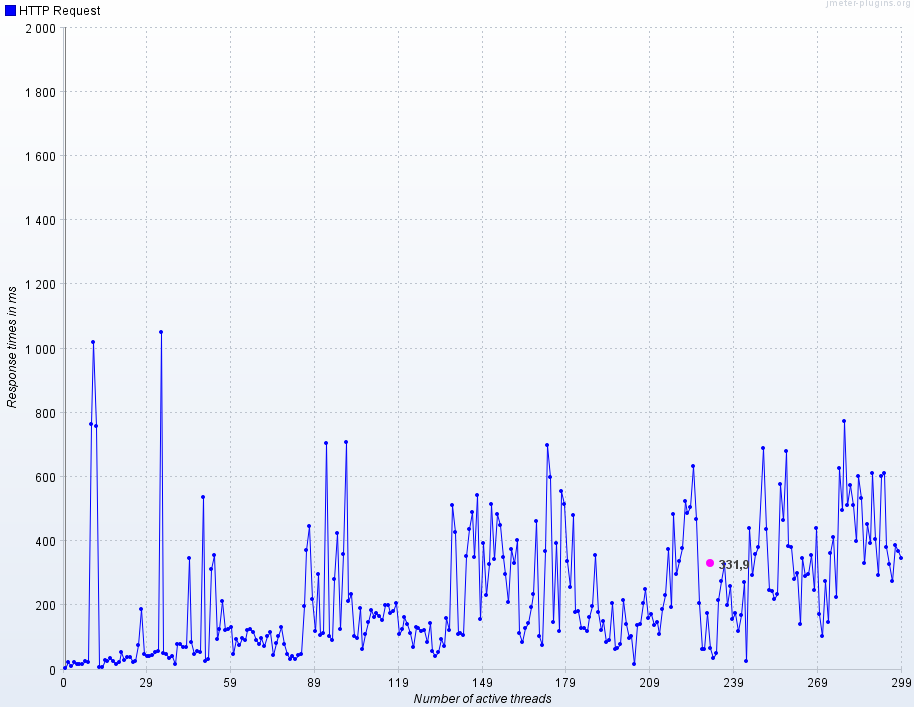 HTTP Request
jmeter-plugins.org
2 000
1 800
1 600
1 400
1 200
1 000
800
600
400
200
0
Response times in ms
331,9
0 29 59 89 119 149 179 209 239 269 299
Number of active threads